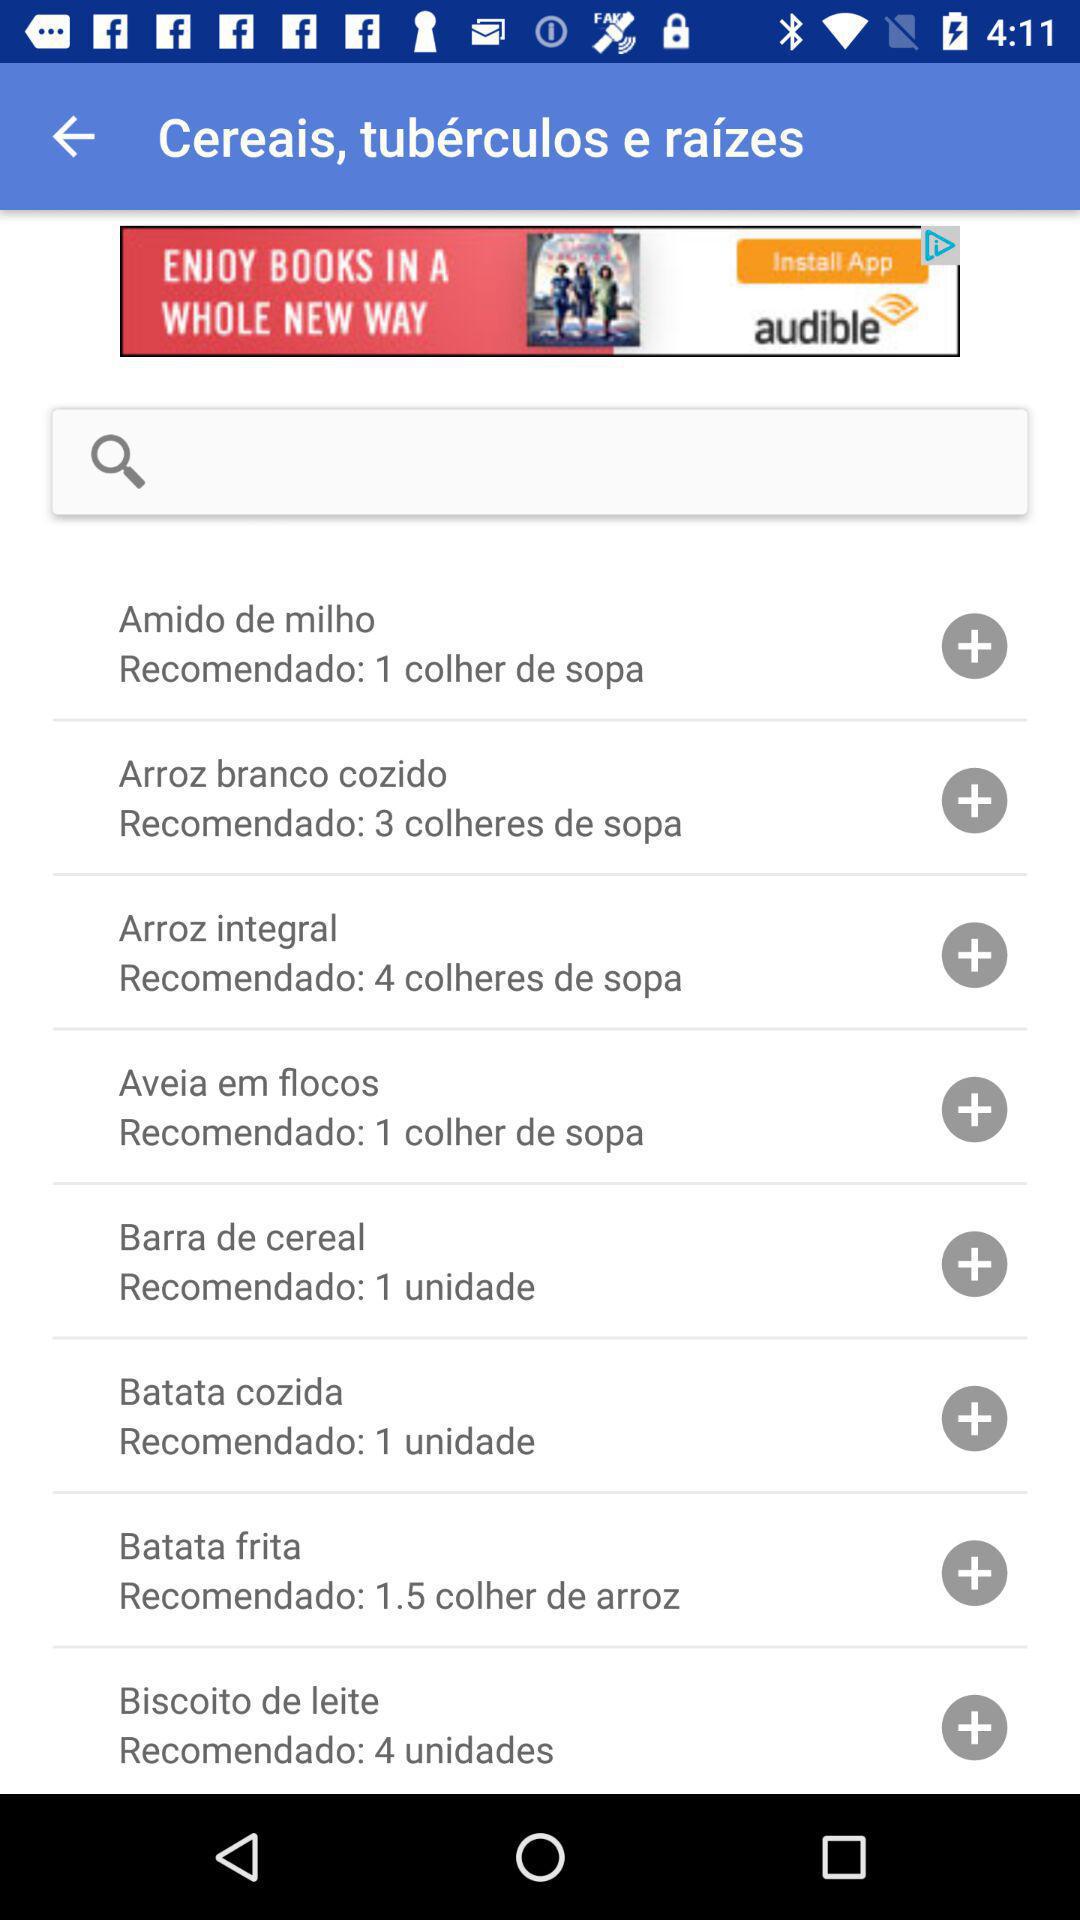 4:11
Cereais, tubérculos e raízes
ENJOY BOOKS IN A
WHOLE NEW WAY
Install App
audible
Amido de milho
Recomendado: 1 colher de sopa
Arroz branco cozido
Recomendado: 3 colheres de sopa
Arroz integral
Recomendado: 4 colheres de sopa
Aveia em flocos
Recomendado: 1 colher de sopa
Barra de cereal
Recomendado: 1 unidade
Batata cozida
Recomendado: 1 unidade
Batata frita
Recomendado: 1.5 colher de arroz
Biscoito de leite
Recomendado: 4 unidades